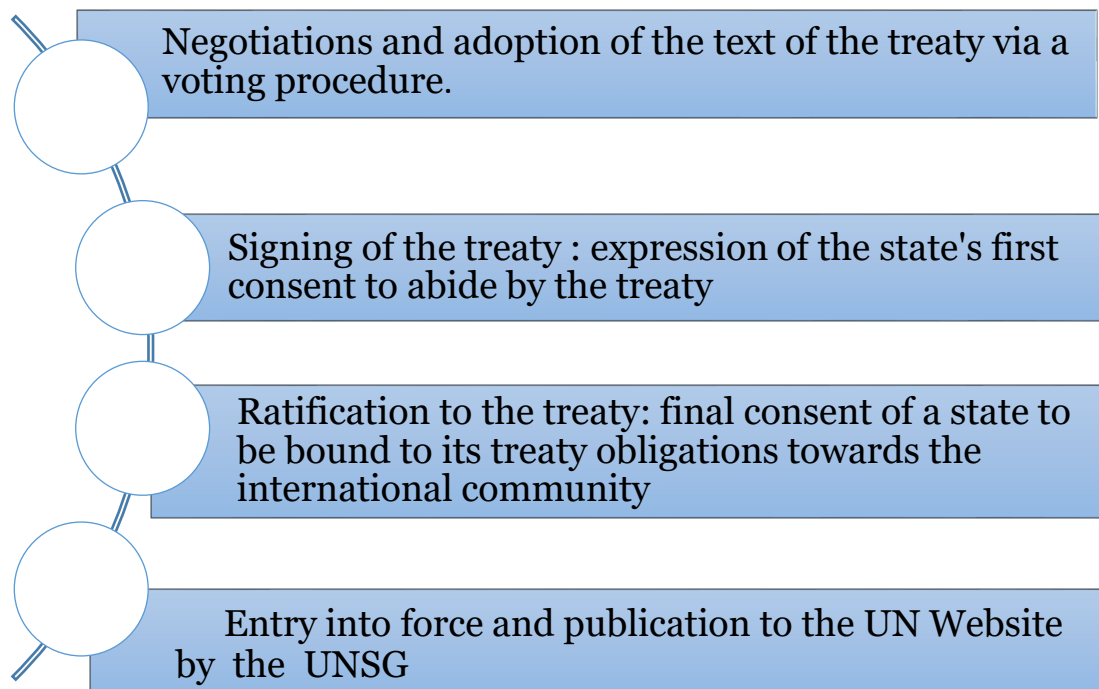 Negotiations and adoption of the text of the treaty via a
voting procedure.
Signing of the treaty : expression of the state's first
consent to abide by the treaty
Ratification to the treaty: final consent of a state to
be bound to its treaty obligations towards the
international community
Entry into force and publication to the UN Website
by the UNSG